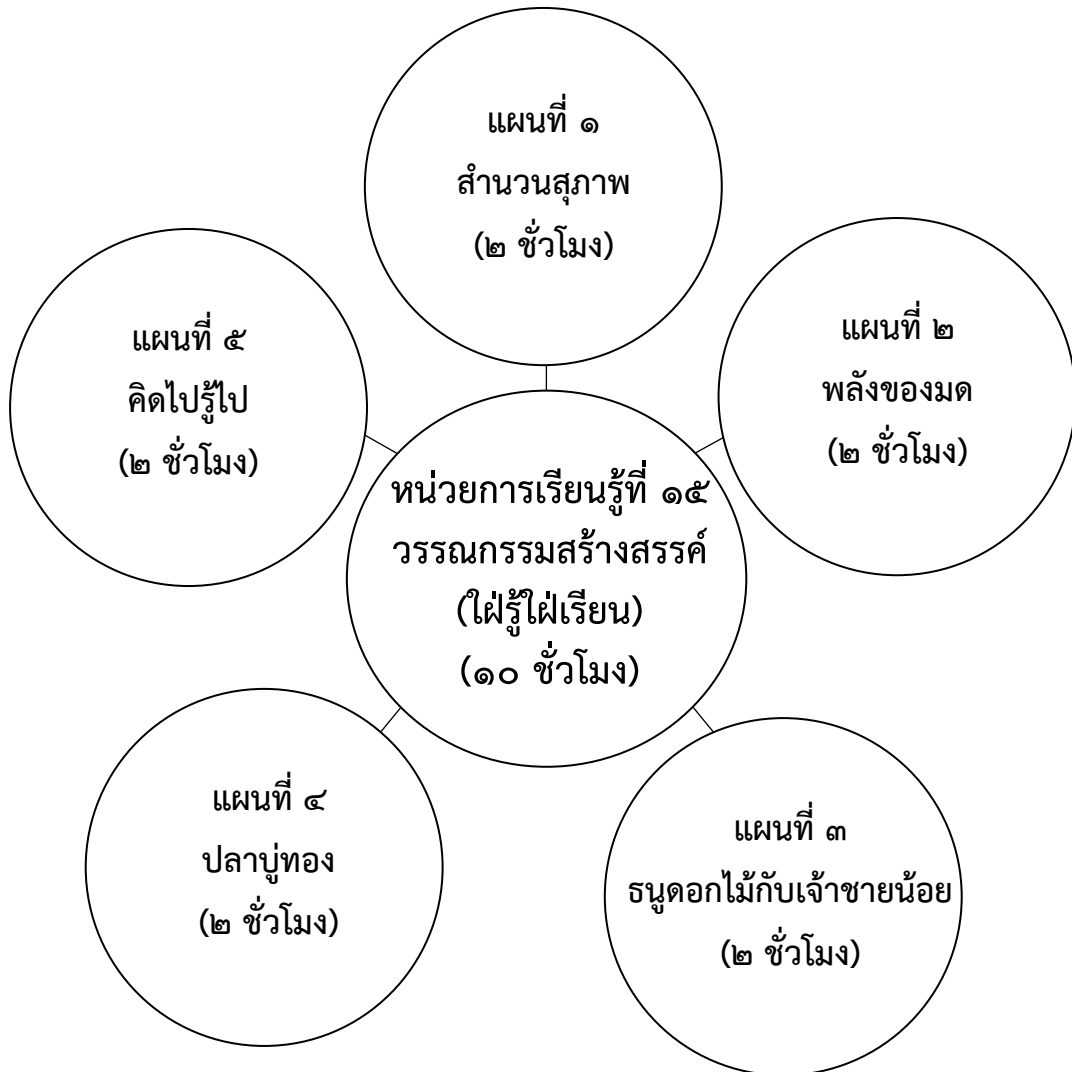 แผนที่ ๑
สำนวนสุภาพ
(๒ ชั่วโมง)
แผนที่ ๕
คิดไปรู้ไป
(๒ ชั่วโมง)
แผนที่ ๒
พลังของมด
(๒ ชั่วโมง)
หน่วยการเรียนรู้ที่ ๑๕
วรรณกรรมสร้างสรรค์
(ใฝ่รู้ใฝ่เรียน)
(๑๐ ชั่วโมง)
แผนที่ ๔
ปลาบู่ทอง
(๒ ชั่วโมง)
แผนที่ ๓
ธนูดอกไม้กับเจ้าชายน้อย
(๒ ชั่วโมง)